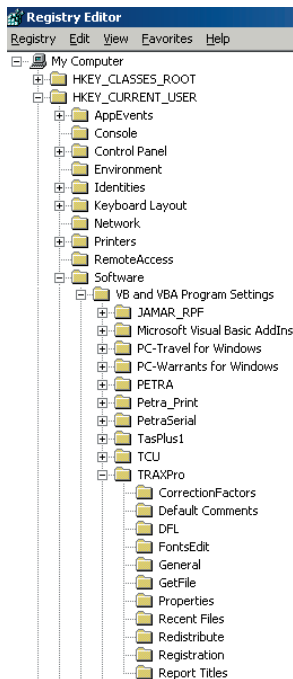 Registry Editor
Registry Edit View Favorites Help
My Computer
HKEY_CLASSES_ROOT
HKEY_CURRENT_USER
AppEvents
Console
Control Panel
Environment
Identities
Keyboard Layout
Network
Printers
RemoteAccess
Software
VB and VBA Program Settings
JAMAR_RPF
Microsoft Visual Basic AddIns
PC-Travel for Windows
PC-Warrants for Windows
PETRA
Petra_Print
PetraSerial
TasPlus1
TCU
TRAXPro
CorrectionFactors
Default Comments
DFL
FontsEdit
General
GetFile
Properties
Recent Files
Redistribute
Registration
Report Titles